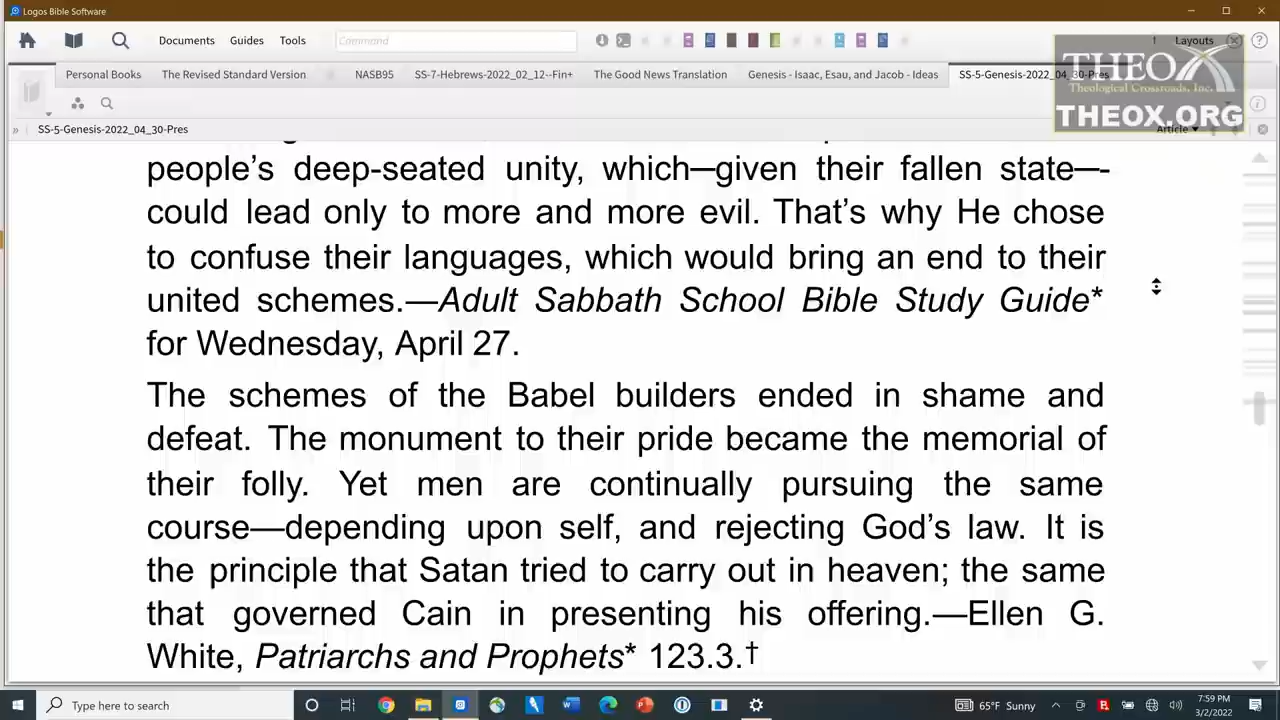 Logos Bible Software
Documents Guides Tools Command Layouts
Personal Books The Revised Standard Version NASB95 SS-7-Hebrews-2022_02_12--Fin+ The Good News Translation Genesis - Isaac, Esau, and Jacob - Ideas SS-5-Genesis-2022_04_30-Pres
THEOX
Theological Crossroads, Inc.
THEOX.ORG
SS-5-Genesis-2022_04_30-Pres Article
people's deep-seated unity, which—given their fallen state—-
could lead only to more and more evil. That's why He chose
to confuse their languages, which would bring an end to their
united schemes.—Adult Sabbath School Bible Study Guide*
for Wednesday, April 27.
The schemes of the Babel builders ended in shame and
defeat. The monument to their pride became the memorial of
their folly. Yet men are continually pursuing the same
course—depending upon self, and rejecting God's law. It is
the principle that Satan tried to carry out in heaven; the same
that governed Cain in presenting his offering.—Ellen G.
White, Patriarchs and Prophets* 123.3.†
Type here to search 65°F Sunny 7:59 PM
3/2/2022